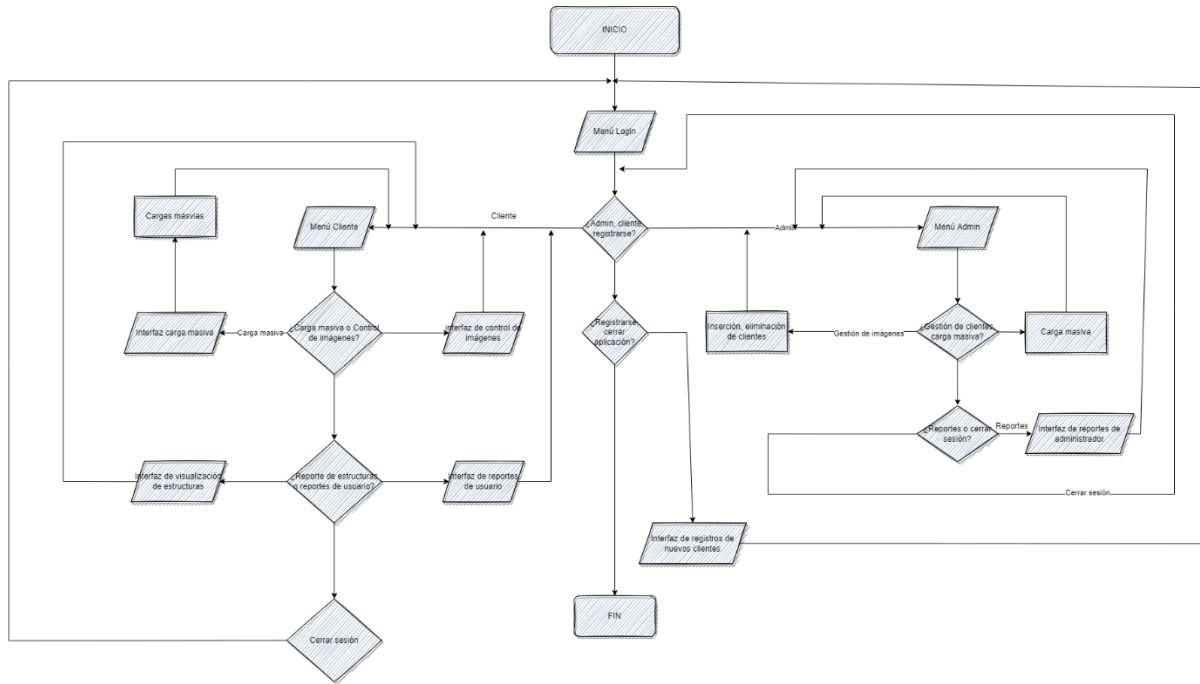 INICIO
Menú Login
Cliente
¿Admin, cliente,
registrarse?
Admin
Cargas masvias
Menú Cliente
Menú Admin
Interfaz carga masiva
Carga masiva
¿Carga masiva o Control
de imágenes?
Interfaz de control de
imágenes
¿Registrarse,
cerrar
aplicación?
Inserción, eliminación
de clientes
Gestión de imágenes
¿Gestión de clientes,
carga masiva?
Carga masiva
¿Reportes o cerrar
sesión?
Reportes
Interfaz de reportes de
administrador
Interfaz de visualización
de estructuras
¿Reporte de estructuras
o reportes de usuario?
Interfaz de reportes
de usuario
Cerrar sesión
Interfaz de registros de
nuevos clientes
FIN
Cerrar sesión